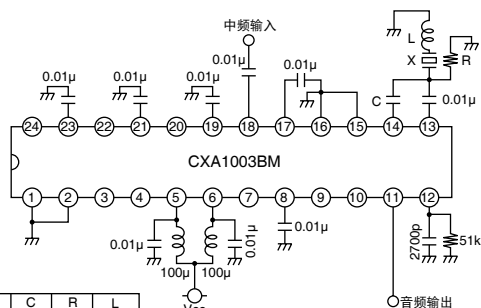 中频输入
L
X
R
0.01μ
0.01μ 0.01μ 0.01μ 0.01μ C 0.01μ
24 23 22 21 20 19 18 17 16 15 14 13
CXA1003BM
1 2 3 4 5 6 7 8 9 10 11 12
0.01μ 0.01μ 0.01μ 2700p 51k
100μ 100μ
C R L
音频输出